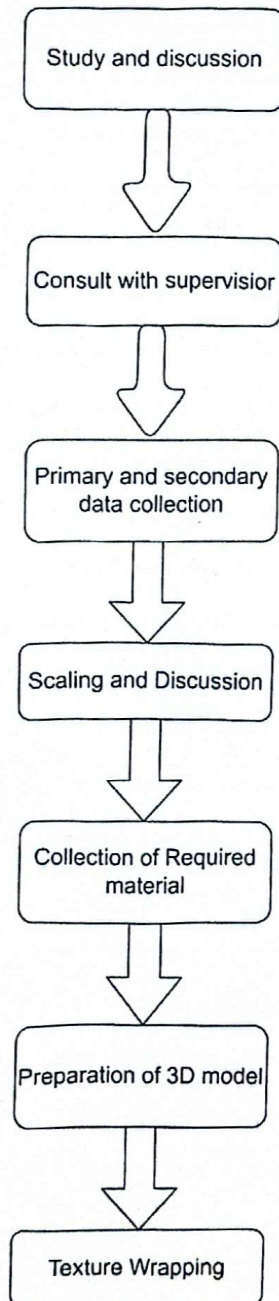 Study and discussion
Consult with supervisior
Primary and secondary
data collection
Scaling and Discussion
Collection of Required
material
Preparation of 3D model
Texture Wrapping